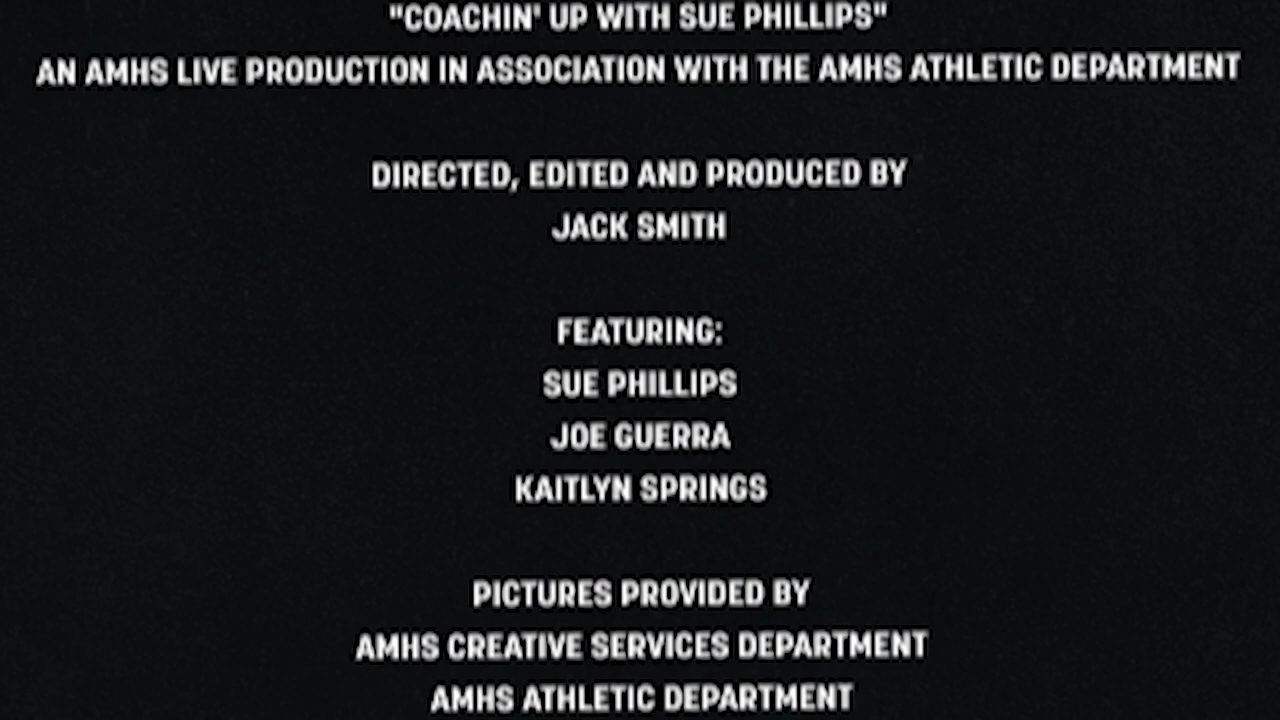 "COACHIN' UP WITH SUE PHILLIPS"
AN AMHS LIVE PRODUCTION IN ASSOCIATION WITH THE AMHS ATHLETIC DEPARTMENT
DIRECTED, EDITED AND PRODUCED BY
JACK SMITH
FEATURING:
SUE PHILLIPS
JOE GUERRA
KAITLYN SPRINGS
PICTURES PROVIDED BY
AMHS CREATIVE SERVICES DEPARTMENT
AMHS ATHLETIC DEPARTMENT